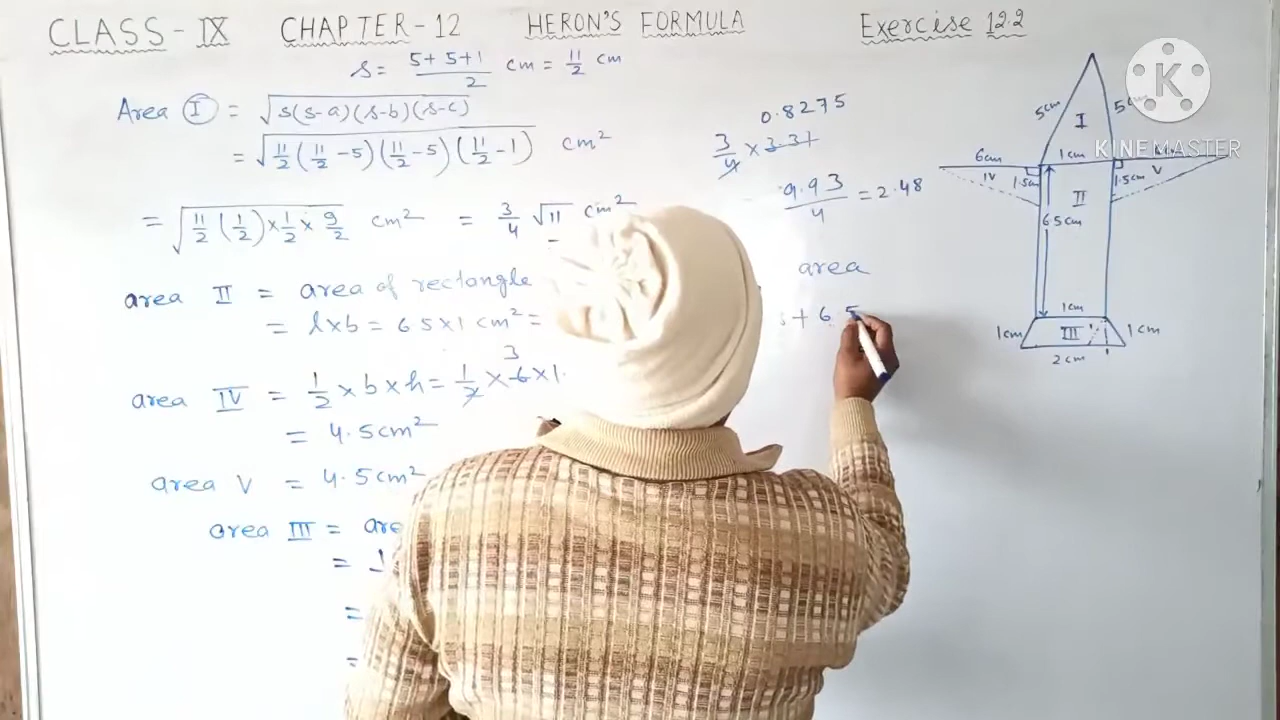 CLASS - IX CHAPTER - 12 HERON'S FORMULA Exercise 12.2
s = 5+5+1/2 cm = 11/2 cm
Area I = √s(s-a)(s-b)(s-c)
= √11/2(11/2-5)(11/2-5)(11/2-1) cm²
= √11/2(1/2)×1/2×9/2 cm² = 3/4 √11 cm²
area II = area of rectangle
= l×b = 6.5×1 cm² =
area IV = 1/2×b×h = 1/2×6×1.
3
= 4.5cm²
area V = 4.5cm²
area III = are
=
=
=
0.8275
3/4 × 3.31
9.93/4 = 2.48
area
+ 6.5
5cm
5c
I
KINEMASTER
K
6cm
1cm
IV
1.5cm
1.5cm
V
II
6.5cm
1cm
1cm
III
1cm
2cm